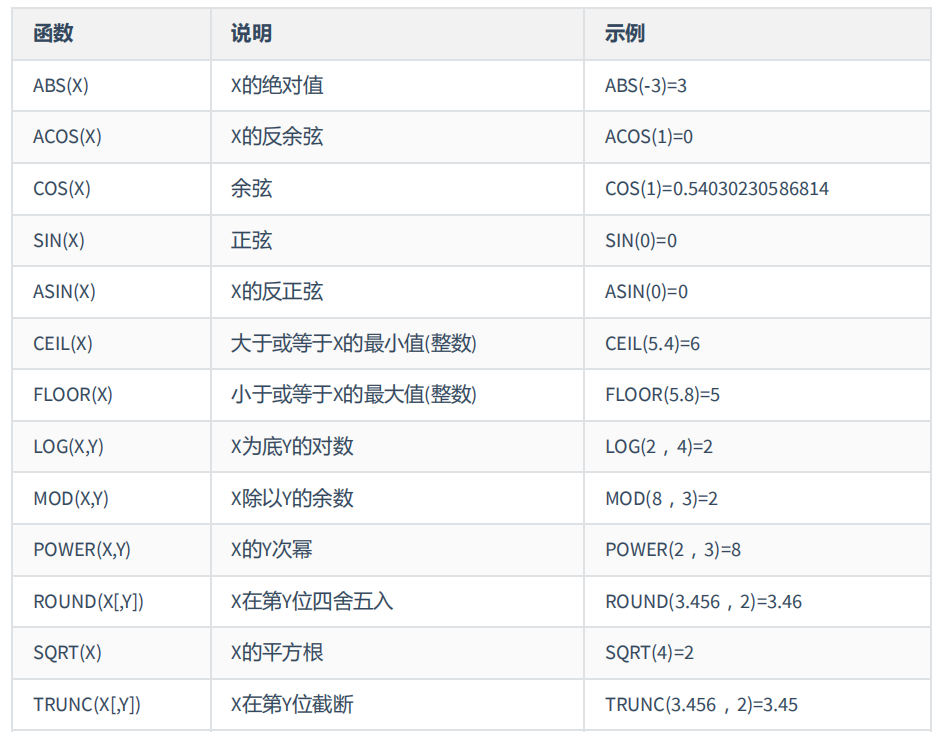 函数 说明 示例
ABS(X) X的绝对值 ABS(-3)=3
ACOS(X) X的反余弦 ACOS(1)=0
COS(X) 余弦 COS(1)=0.54030230586814
SIN(X) 正弦 SIN(0)=0
ASIN(X) X的反正弦 ASIN(0)=0
CEIL(X) 大于或等于X的最小值(整数) CEIL(5.4)=6
FLOOR(X) 小于或等于X的最大值(整数) FLOOR(5.8)=5
LOG(X,Y) X为底Y的对数 LOG(2 , 4)=2
MOD(X,Y) X除以Y的余数 MOD(8 , 3)=2
POWER(X,Y) X的Y次幂 POWER(2 , 3)=8
ROUND(X[,Y]) X在第Y位四舍五入 ROUND(3.456 , 2)=3.46
SQRT(X) X的平方根 SQRT(4)=2
TRUNC(X[,Y]) X在第Y位截断 TRUNC(3.456 , 2)=3.45